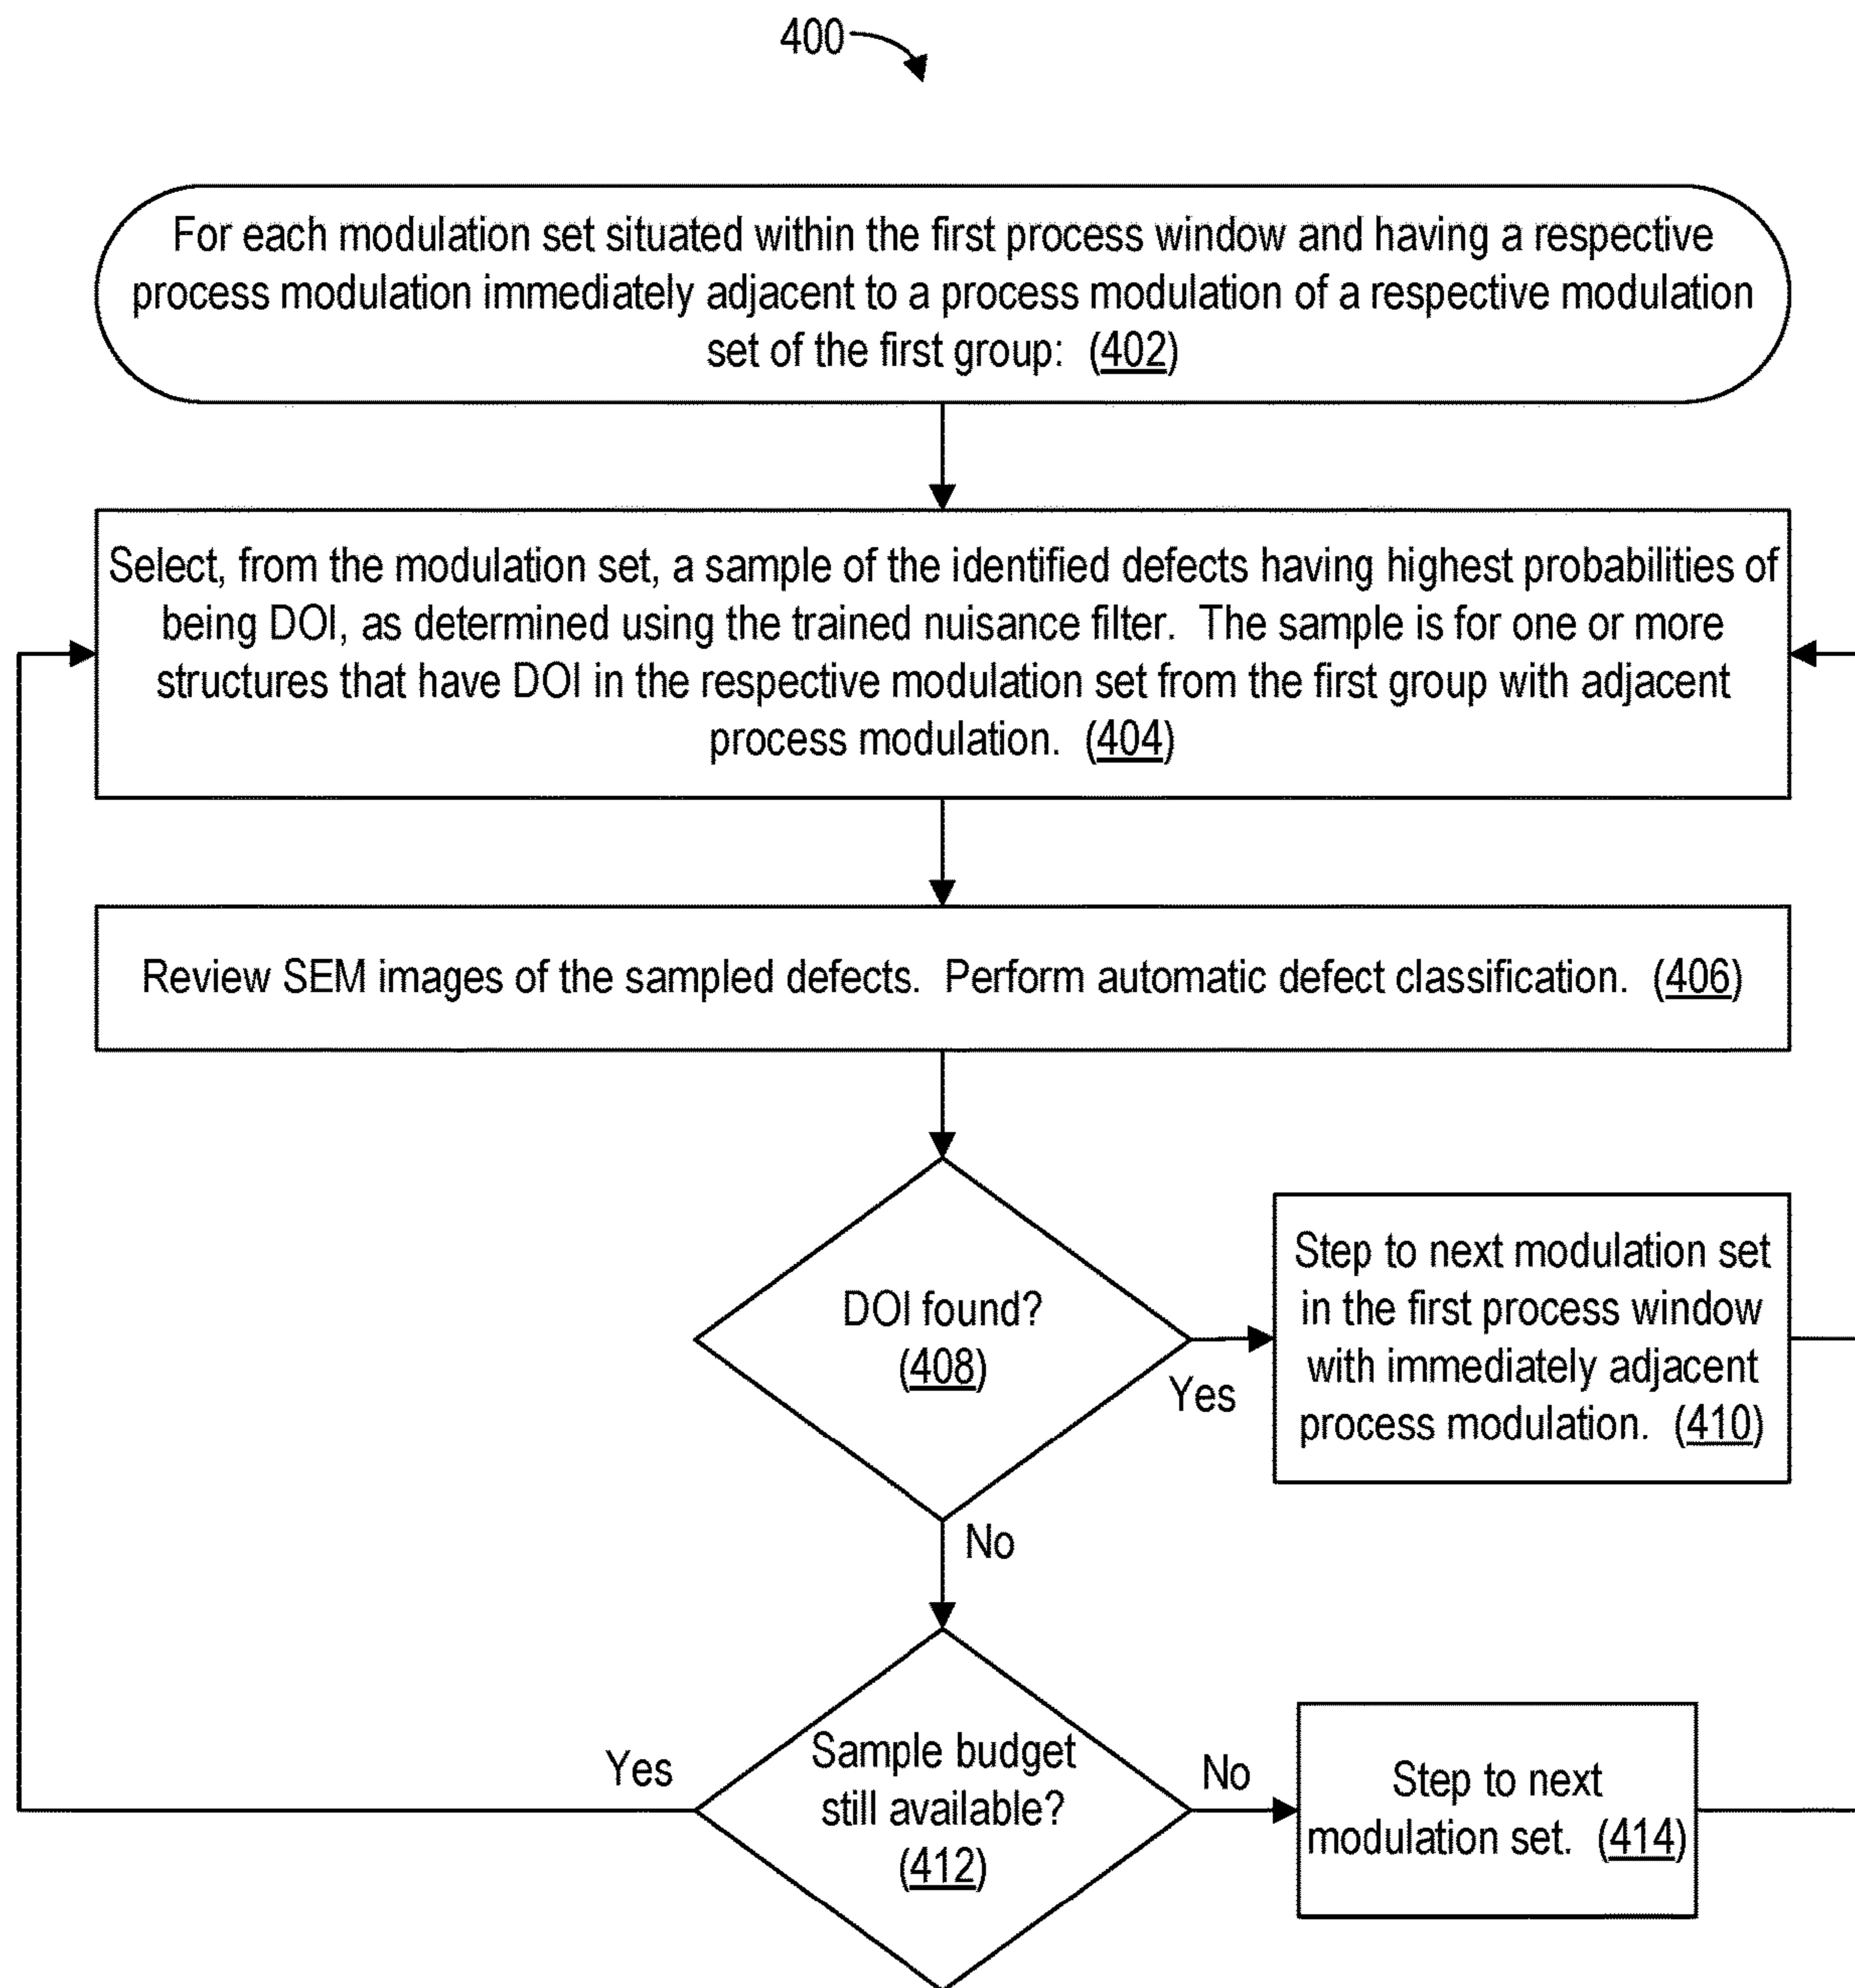 400
For each modulation set situated within the first process window and having a respective
process modulation immediately adjacent to a process modulation of a respective modulation
set of the first group: (402)
Select, from the modulation set, a sample of the identified defects having highest probabilities of
being DOI, as determined using the trained nuisance filter. The sample is for one or more
structures that have DOI in the respective modulation set from the first group with adjacent
process modulation. (404)
Review SEM images of the sampled defects. Perform automatic defect classification. (406)
DOI found?
(408)
Yes
Step to next modulation set
in the first process window
with immediately adjacent
process modulation. (410)
No
Sample budget
still available?
(412)
Yes
No
Step to next
modulation set. (414)